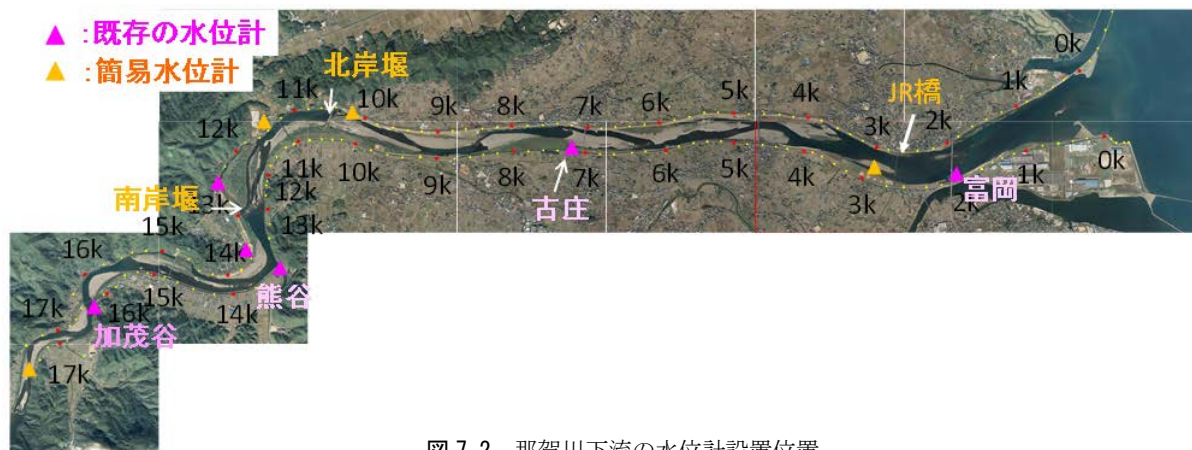 ▲ :既存の水位計
▲ :簡易水位計
北岸堰
JR橋
0k
1k
2k
3k
4k
5k
6k
7k
8k
9k
10k
11k
12k
13k
南岸堰
14k
15k
16k
17k
0k
1k
2k
3k
4k
5k
6k
7k
8k
9k
10k
11k
12k
13k
14k
15k
16k
17k
富岡
古庄
熊谷
加茂谷
図 7.2 那賀川下流の水位計設置位置